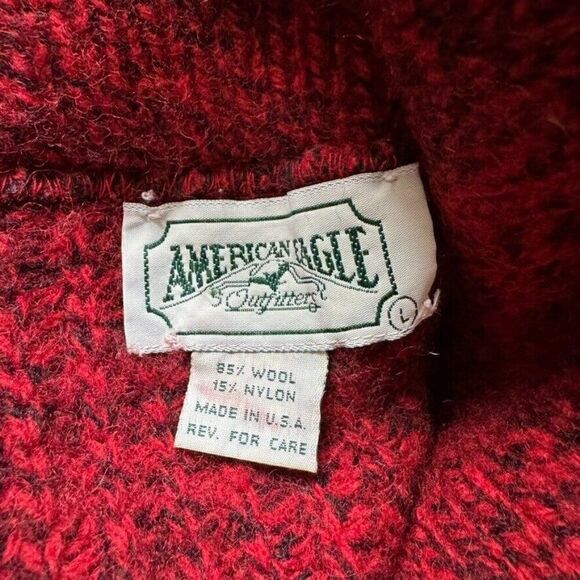 AMERICAN EAGLE
Outfitters
L
85% WOOL
15% NYLON
MADE IN U.S.A.
REV. FOR CARE